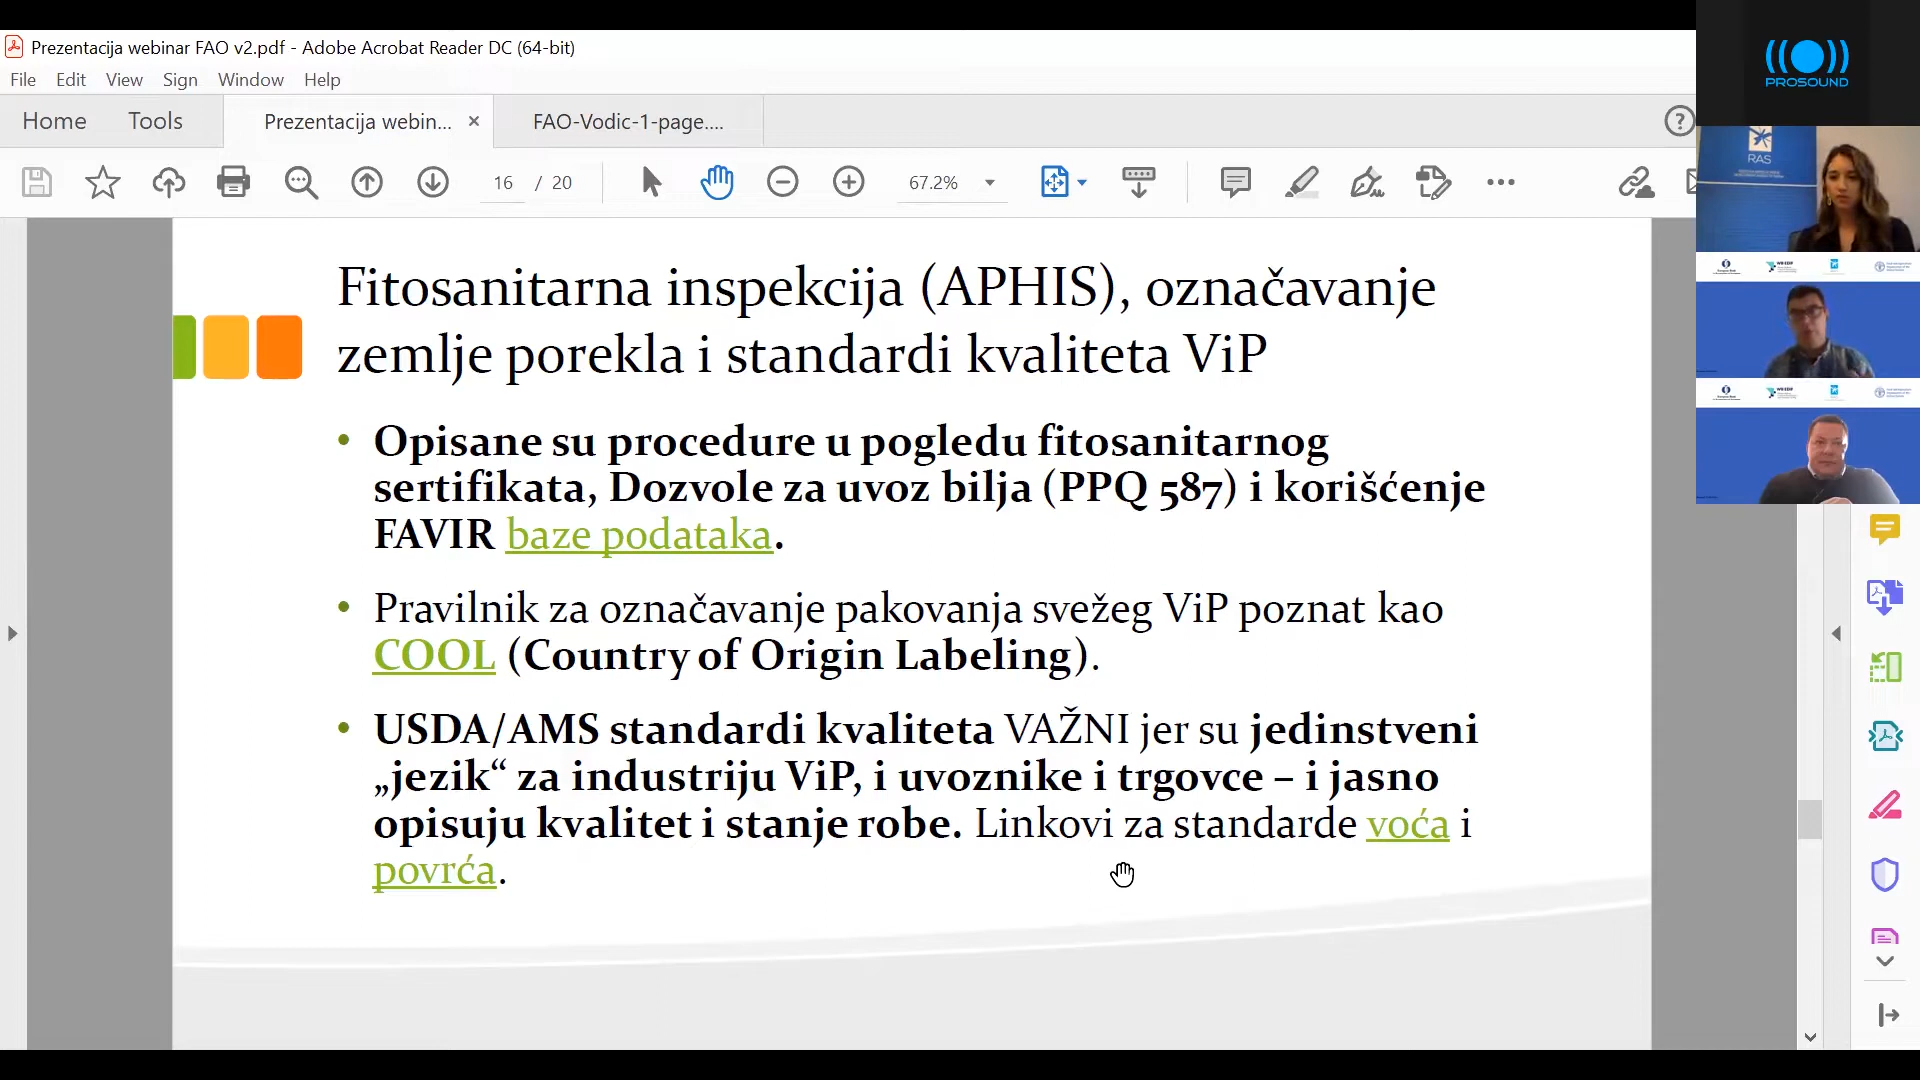 Prezentacija webinar FAO v2.pdf - Adobe Acrobat Reader DC (64-bit)
File Edit View Sign Window Help
Home Tools Prezentacija webin... × FAO-Vodic-1-page....
16 / 20 67.2%
Fitosanitarna inspekcija (APHIS), označavanje
zemlje porekla i standardi kvaliteta ViP
• Opisane su procedure u pogledu fitosanitarnog
sertifikata, Dozvole za uvoz bilja (PPQ 587) i korišćenje
FAVIR baze podataka.
• Pravilnik za označavanje pakovanja svežeg ViP poznat kao
COOL (Country of Origin Labeling).
• USDA/AMS standardi kvaliteta VAŽNI jer su jedinstveni
„jezik“ za industriju ViP, i uvoznike i trgovce – i jasno
opisuju kvalitet i stanje robe. Linkovi za standarde voća i
povrća.
PROSOUND
RAS